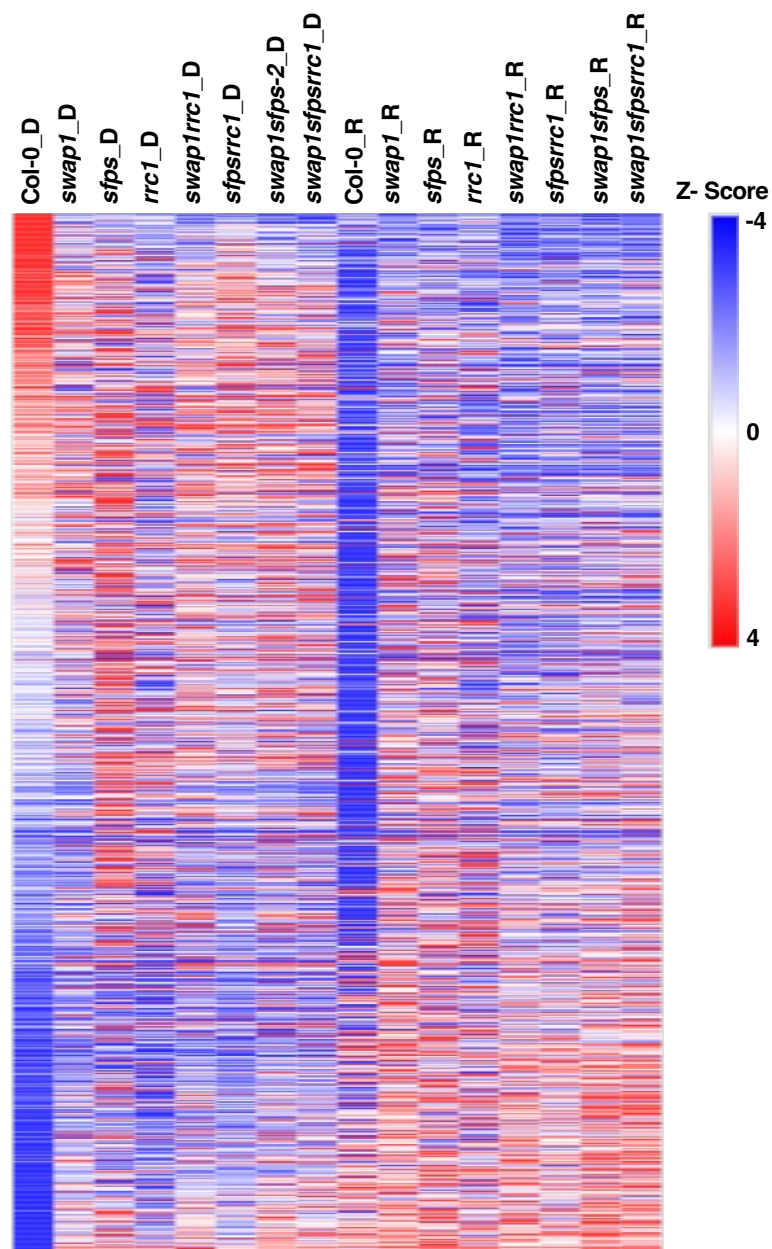 Col-0_D
swap1_D
sfps_D
rrc1_D
swap1rrc1_D
sfpsrrc1_D
swap1sfps-2_D
swap1sfpsrrc1_D
Col-0_R
swap1_R
sfps_R
rrc1_R
swap1rrc1_R
sfpsrrc1_R
swap1sfps_R
swap1sfpsrrc1_R
Z- Score
-4
0
4